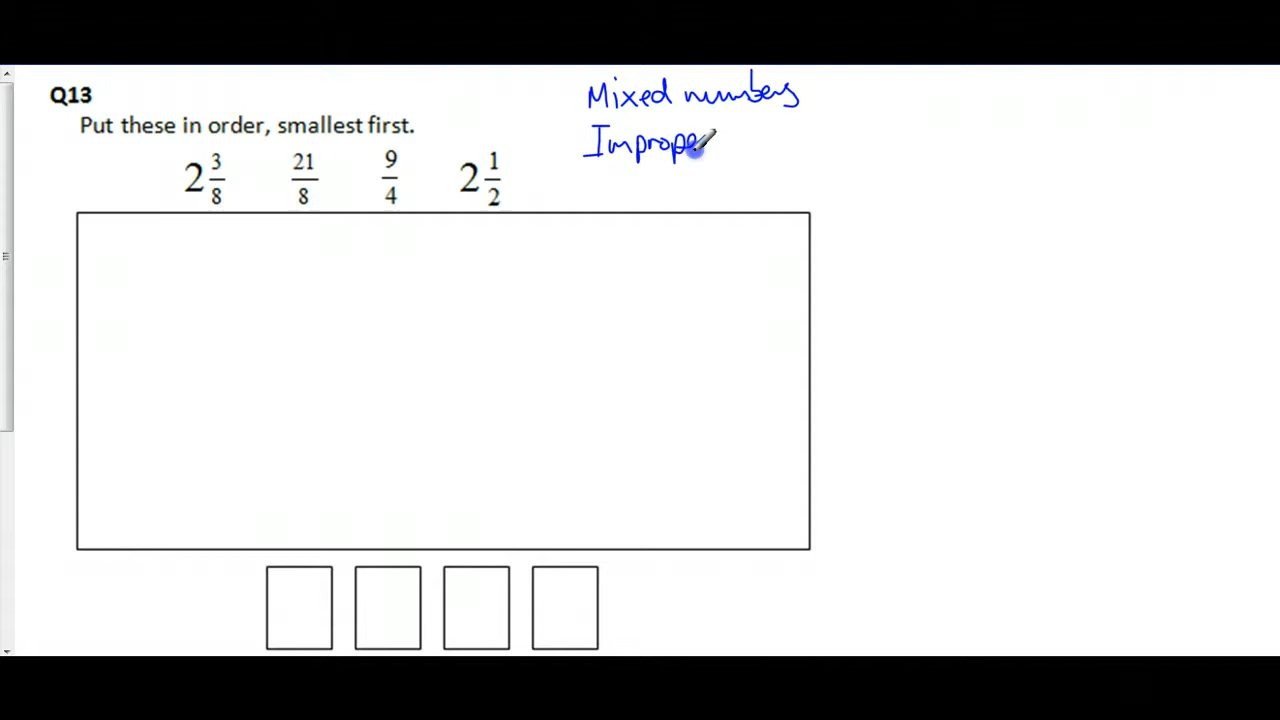 Q13
Mixed numbers
Put these in order, smallest first.
Imprope
2 3/8 21/8 9/4 2 1/2